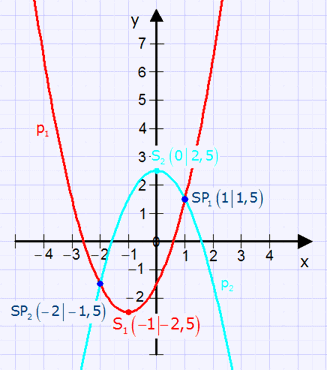 y
7
6
5
p₁
4
3
S₂(0|2,5)
2
SP₁(1|1,5)
1
−4 −3 −2 −1 0 1 2 3 4
x
p₂
−2
SP₂(−2|−1,5)
S₁(−1|−2,5)